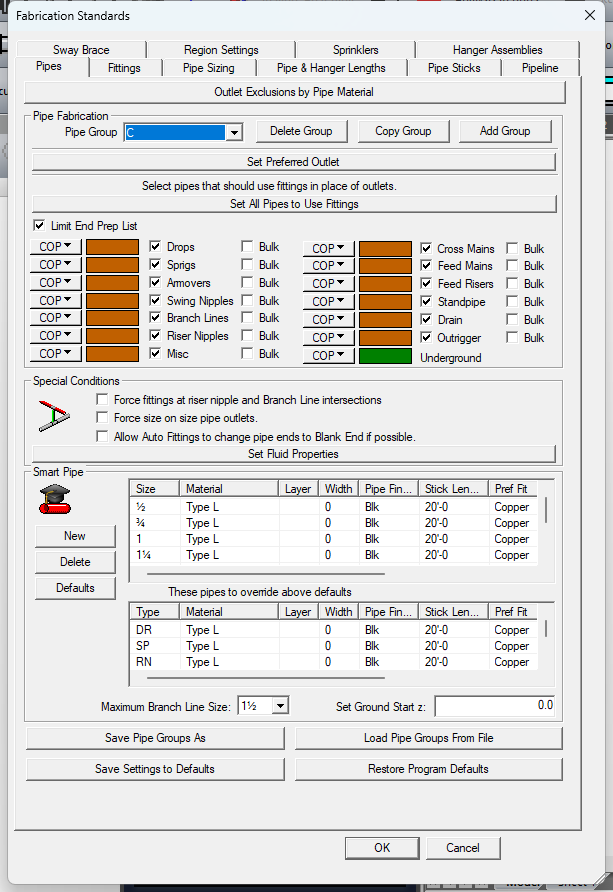 Fabrication Standards
Sway Brace Region Settings Sprinklers Hanger Assemblies
Pipes Fittings Pipe Sizing Pipe & Hanger Lengths Pipe Sticks Pipeline
Outlet Exclusions by Pipe Material
Pipe Fabrication
Pipe Group C Delete Group Copy Group Add Group
Set Preferred Outlet
Select pipes that should use fittings in place of outlets.
Set All Pipes to Use Fittings
Limit End Prep List
COP Drops Bulk COP Cross Mains Bulk
COP Sprigs Bulk COP Feed Mains Bulk
COP Armovers Bulk COP Feed Risers Bulk
COP Swing Nipples Bulk COP Standpipe Bulk
COP Branch Lines Bulk COP Drain Bulk
COP Riser Nipples Bulk COP Outrigger Bulk
COP Misc Bulk COP Underground
Special Conditions
Force fittings at riser nipple and Branch Line intersections
Force size on size pipe outlets.
Allow Auto Fittings to change pipe ends to Blank End if possible.
Set Fluid Properties
Smart Pipe
New
Delete
Defaults
Size Material Layer Width Pipe Fin... Stick Len... Pref Fit
½ Type L 0 Blk 20'-0 Copper
¾ Type L 0 Blk 20'-0 Copper
1 Type L 0 Blk 20'-0 Copper
1¼ Type L 0 Blk 20'-0 Copper
These pipes to override above defaults
Type Material Layer Width Pipe Fin... Stick Len... Pref Fit
DR Type L 0 Blk 20'-0 Copper
SP Type L 0 Blk 20'-0 Copper
RN Type L 0 Blk 20'-0 Copper
Maximum Branch Line Size: 1½ Set Ground Start z: 0.0
Save Pipe Groups As Load Pipe Groups From File
Save Settings to Defaults Restore Program Defaults
OK Cancel